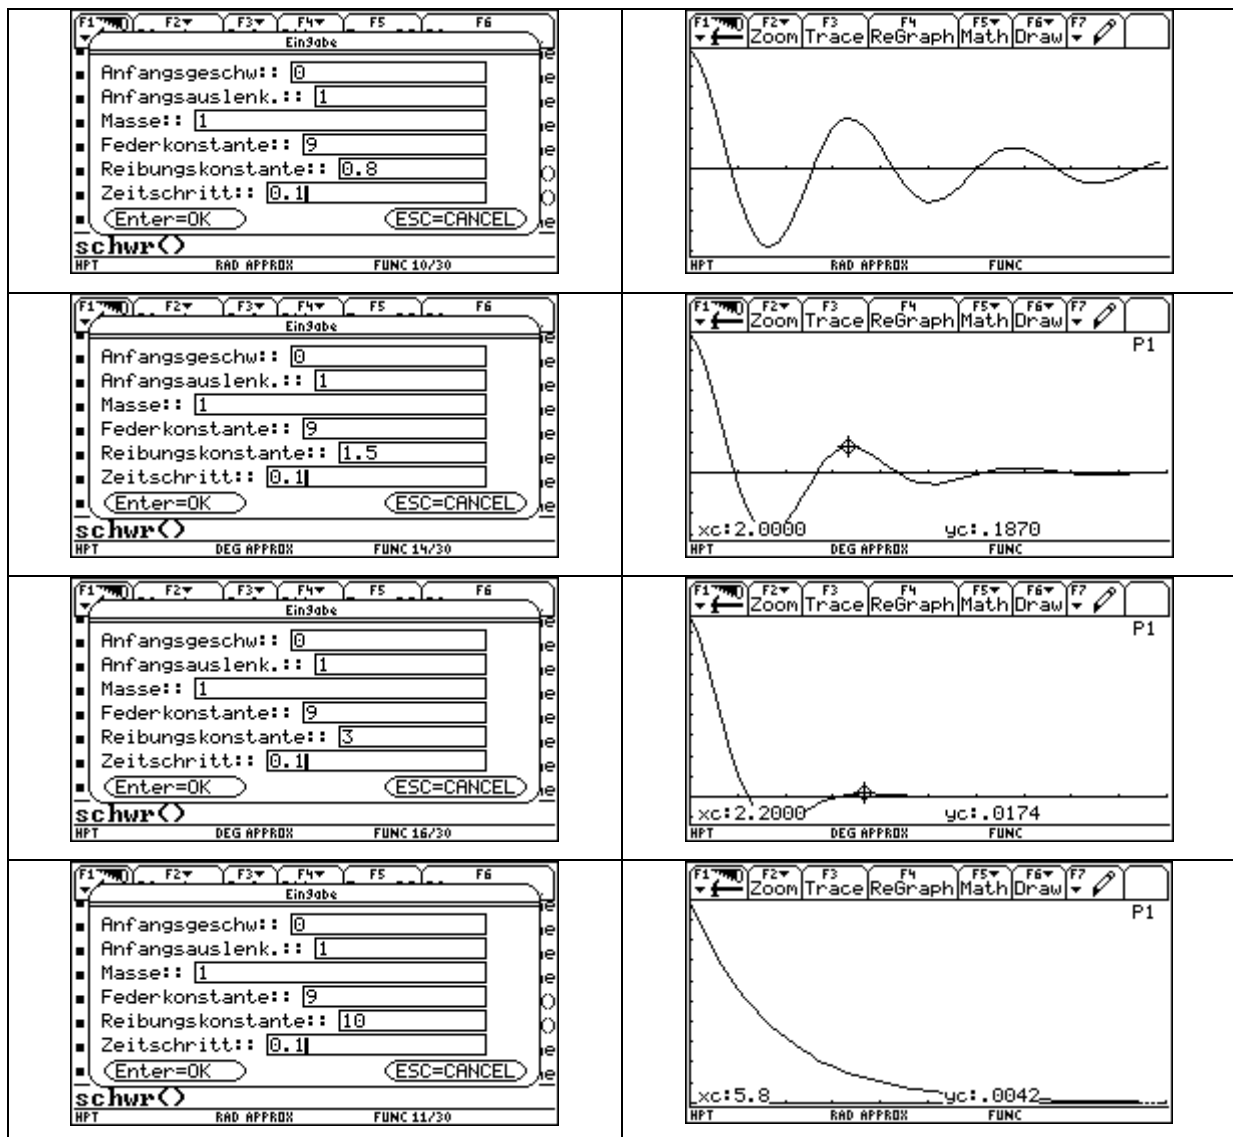 F1 F2 F3 F4 F5 F6
Eingabe
Anfangsgeschw:: 0
Anfangsauslenk.:: 1
Masse:: 1
Federkonstante:: 9
Reibungskonstante:: 0.8
Zeitschritt:: 0.1
Enter=OK ESC=CANCEL
schwr()
HPT RAD APPROX FUNC 10/30
F1 F2 F3 F4 F5 F6 F7
Zoom Trace ReGraph Math Draw
HPT RAD APPROX FUNC
F1 F2 F3 F4 F5 F6
Eingabe
Anfangsgeschw:: 0
Anfangsauslenk.:: 1
Masse:: 1
Federkonstante:: 9
Reibungskonstante:: 1.5
Zeitschritt:: 0.1
Enter=OK ESC=CANCEL
schwr()
HPT DEG APPROX FUNC 14/30
F1 F2 F3 F4 F5 F6 F7
Zoom Trace ReGraph Math Draw
P1
xc:2.0000 yc:.1870
HPT DEG APPROX FUNC
F1 F2 F3 F4 F5 F6
Eingabe
Anfangsgeschw:: 0
Anfangsauslenk.:: 1
Masse:: 1
Federkonstante:: 9
Reibungskonstante:: 3
Zeitschritt:: 0.1
Enter=OK ESC=CANCEL
schwr()
HPT DEG APPROX FUNC 16/30
F1 F2 F3 F4 F5 F6 F7
Zoom Trace ReGraph Math Draw
P1
xc:2.2000 yc:.0174
HPT DEG APPROX FUNC
F1 F2 F3 F4 F5 F6
Eingabe
Anfangsgeschw:: 0
Anfangsauslenk.:: 1
Masse:: 1
Federkonstante:: 9
Reibungskonstante:: 10
Zeitschritt:: 0.1
Enter=OK ESC=CANCEL
schwr()
HPT RAD APPROX FUNC 11/30
F1 F2 F3 F4 F5 F6 F7
Zoom Trace ReGraph Math Draw
P1
xc:5.8 yc:.0042
HPT RAD APPROX FUNC